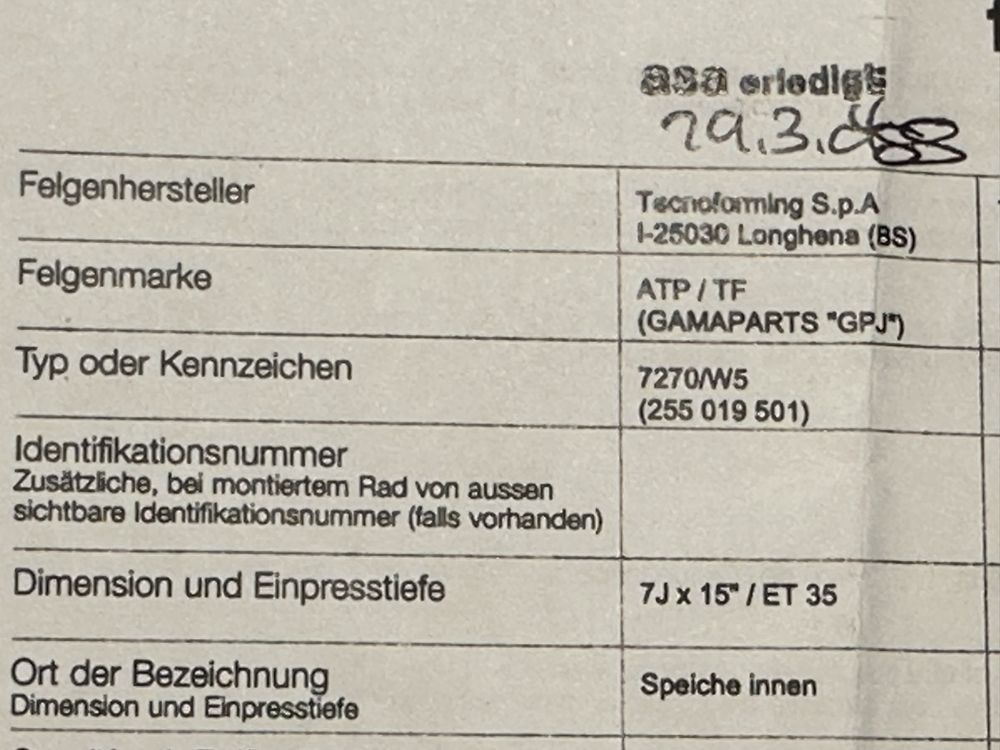 asa erledigt
29.3.
Felgenhersteller
Tecnoforming S.p.A
I-25030 Longhena (BS)
Felgenmarke
ATP / TF
(GAMAPARTS "GPJ")
Typ oder Kennzeichen
7270/W5
(255 019 501)
Identifikationsnummer
Zusätzliche, bei montiertem Rad von aussen
sichtbare Identifikationsnummer (falls vorhanden)
Dimension und Einpresstiefe
7J x 15" / ET 35
Ort der Bezeichnung
Dimension und Einpresstiefe
Speiche innen